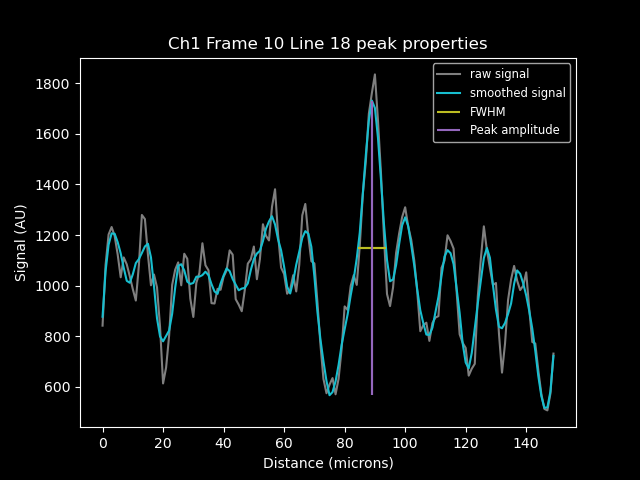 Ch1 Frame 10 Line 18 peak properties
raw signal
smoothed signal
FWHM
Peak amplitude
Signal (AU)
1800
1600
1400
1200
1000
800
600
0 20 40 60 80 100 120 140
Distance (microns)